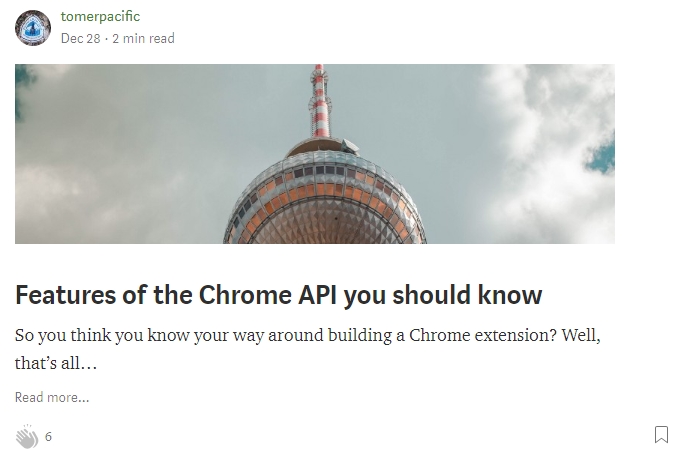 tomerpacific
Dec 28 · 2 min read
Features of the Chrome API you should know
So you think you know your way around building a Chrome extension? Well,
that’s all…
Read more...
6